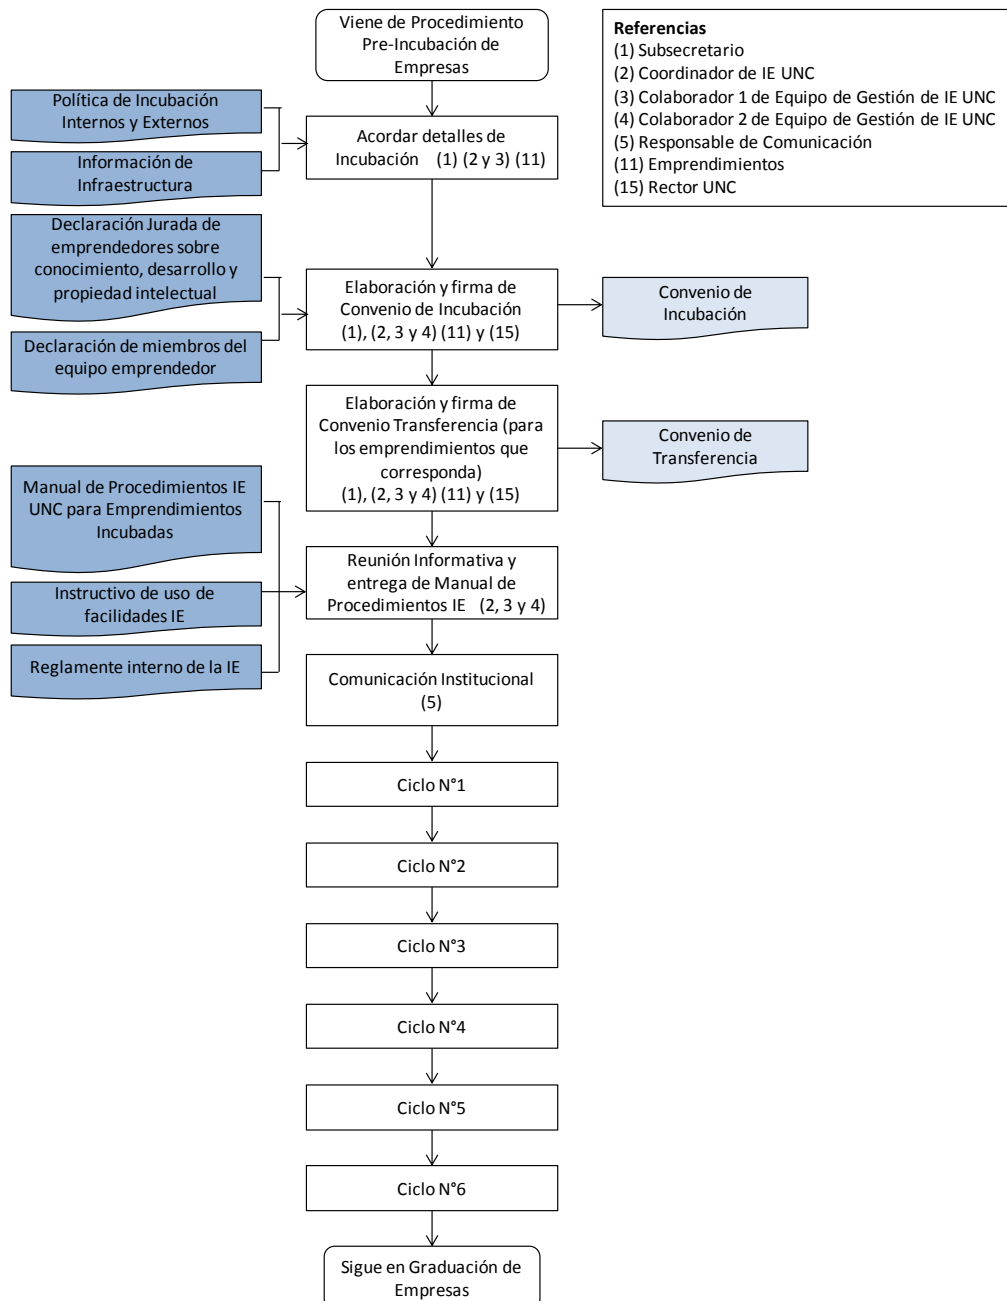 Viene de Procedimiento
Pre-Incubación de
Empresas
Referencias
(1) Subsecretario
(2) Coordinador de IE UNC
(3) Colaborador 1 de Equipo de Gestión de IE UNC
(4) Colaborador 2 de Equipo de Gestión de IE UNC
(5) Responsable de Comunicación
(11) Emprendimientos
(15) Rector UNC
Política de Incubación
Internos y Externos
Información de
Infraestructura
Acordar detalles de
Incubación (1) (2 y 3) (11)
Declaración Jurada de
emprendedores sobre
conocimiento, desarrollo y
propiedad intelectual
Declaración de miembros del
equipo emprendedor
Elaboración y firma de
Convenio de Incubación
(1), (2, 3 y 4) (11) y (15)
Convenio de
Incubación
Elaboración y firma de
Convenio Transferencia (para
los emprendimientos que
corresponda)
(1), (2, 3 y 4) (11) y (15)
Convenio de
Transferencia
Manual de Procedimientos IE
UNC para Emprendimientos
Incubadas
Instructivo de uso de
facilidades IE
Reglamente interno de la IE
Reunión Informativa y
entrega de Manual de
Procedimientos IE (2, 3 y 4)
Comunicación Institucional
(5)
Ciclo N°1
Ciclo N°2
Ciclo N°3
Ciclo N°4
Ciclo N°5
Ciclo N°6
Sigue en Graduación de
Empresas